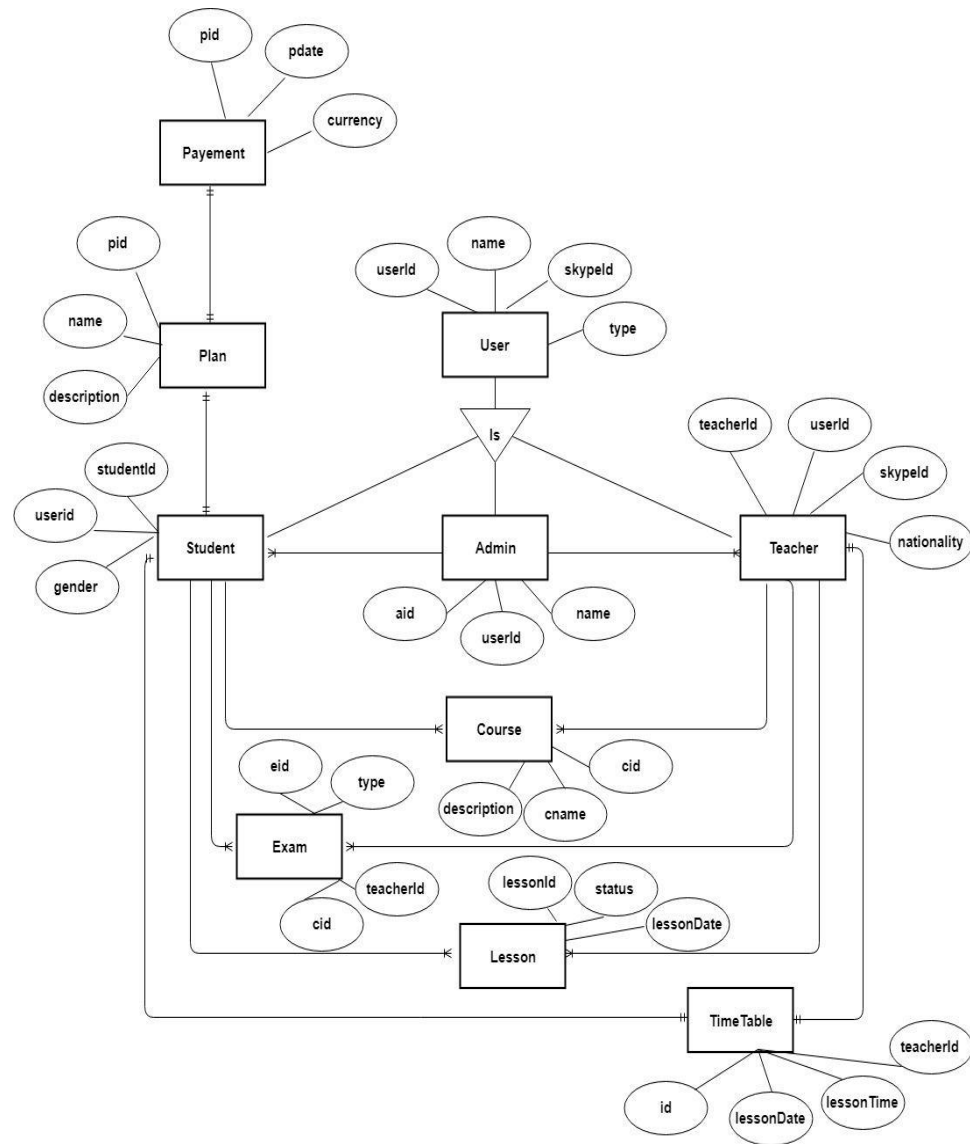 pid
pdate
currency
Payement
pid
name
description
Plan
userId
name
skypeId
type
User
Is
studentId
userid
gender
Student
Admin
aid
userId
name
teacherId
userId
skypeId
nationality
Teacher
Course
description
cname
cid
eid
type
Exam
cid
teacherId
lessonId
status
lessonDate
Lesson
TimeTable
id
lessonDate
lessonTime
teacherId